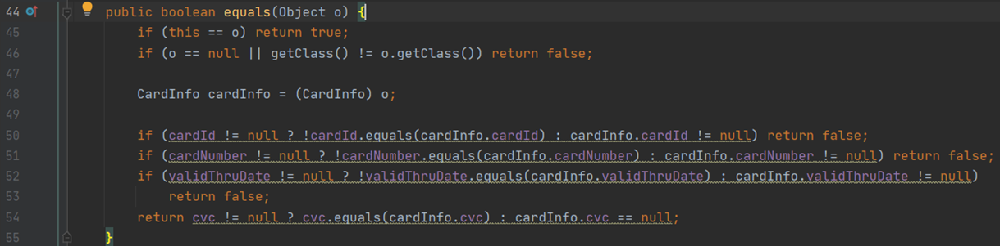 44 public boolean equals(Object o) {
45 if (this == o) return true;
46 if (o == null || getClass() != o.getClass()) return false;
47
48 CardInfo cardInfo = (CardInfo) o;
49
50 if (cardId != null ? !cardId.equals(cardInfo.cardId) : cardInfo.cardId != null) return false;
51 if (cardNumber != null ? !cardNumber.equals(cardInfo.cardNumber) : cardInfo.cardNumber != null) return false;
52 if (validThruDate != null ? !validThruDate.equals(cardInfo.validThruDate) : cardInfo.validThruDate != null)
53 return false;
54 return cvc != null ? cvc.equals(cardInfo.cvc) : cardInfo.cvc == null;
55 }